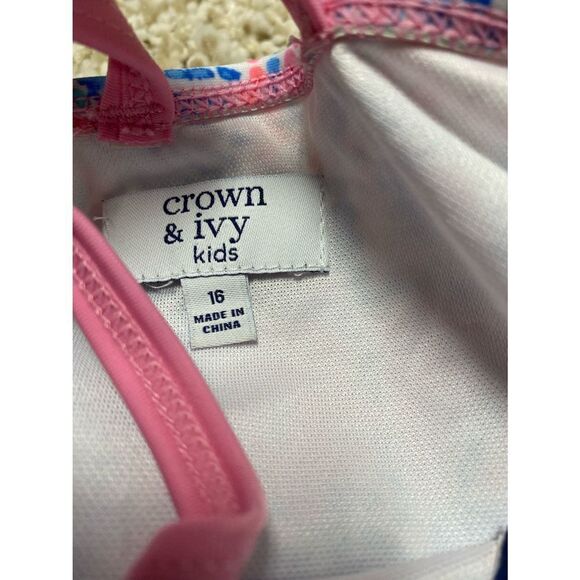 crown
& ivy
kids
16
MADE IN
CHINA